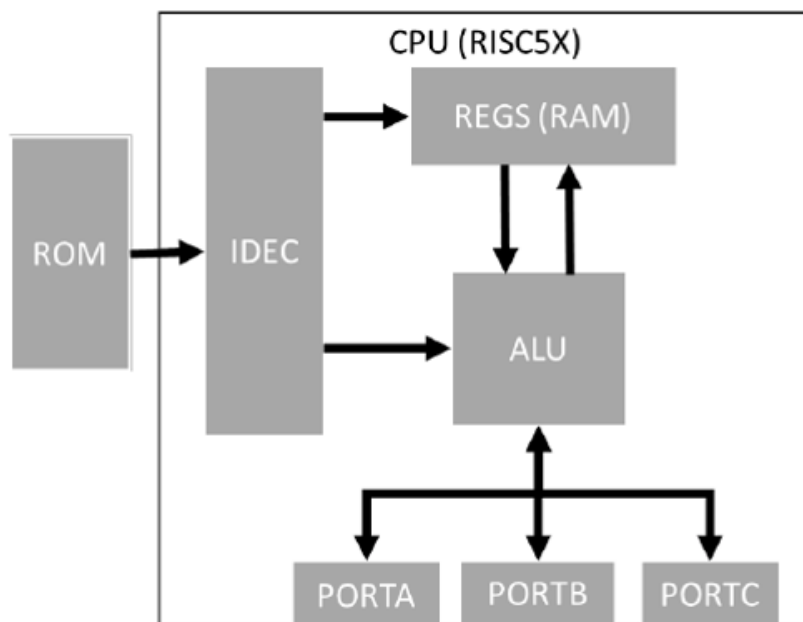 CPU (RISC5X)
REGS (RAM)
ROM
IDEC
ALU
PORTA
PORTB
PORTC